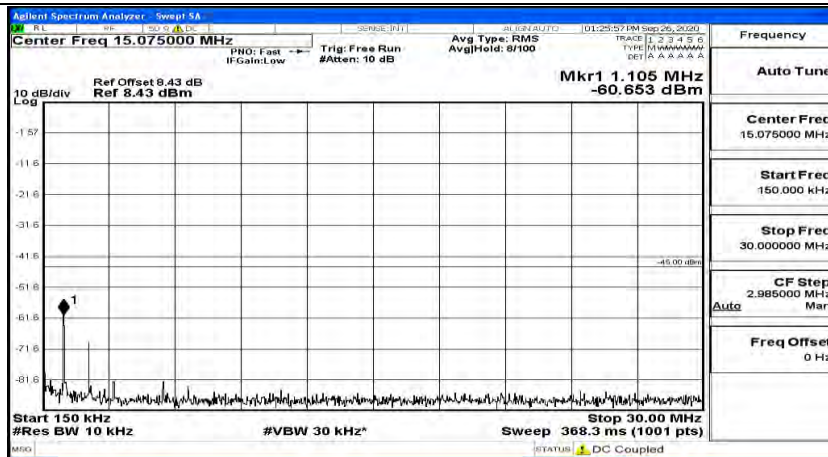 Agilent Spectrum Analyzer - Swept SA
RL RF 50 Ω DC SENSE:INT ALIGN AUTO 01:25:57 PM Sep 26, 2020
Center Freq 15.075000 MHz
PNO: Fast
IFGain:Low
Trig: Free Run
#Atten: 10 dB
Avg Type: RMS
Avg|Hold: 8/100
TRACE 1 2 3 4 5 6
TYPE M WWWWW
DET A A A A A A
Ref Offset 8.43 dB
Ref 8.43 dBm
10 dB/div
Log
Mkr1 1.105 MHz
-60.653 dBm
-1.57
-11.6
-21.6
-31.6
-41.6
-45.00 dBm
-51.6
-61.6
-71.6
-81.6
1
Start 150 kHz
#Res BW 10 kHz
#VBW 30 kHz*
Stop 30.00 MHz
Sweep 368.3 ms (1001 pts)
MSG
STATUS DC Coupled
Frequency
Auto Tune
Center Freq
15.075000 MHz
Start Freq
150.000 kHz
Stop Freq
30.000000 MHz
CF Step
2.985000 MHz
Auto Man
Freq Offset
0 Hz